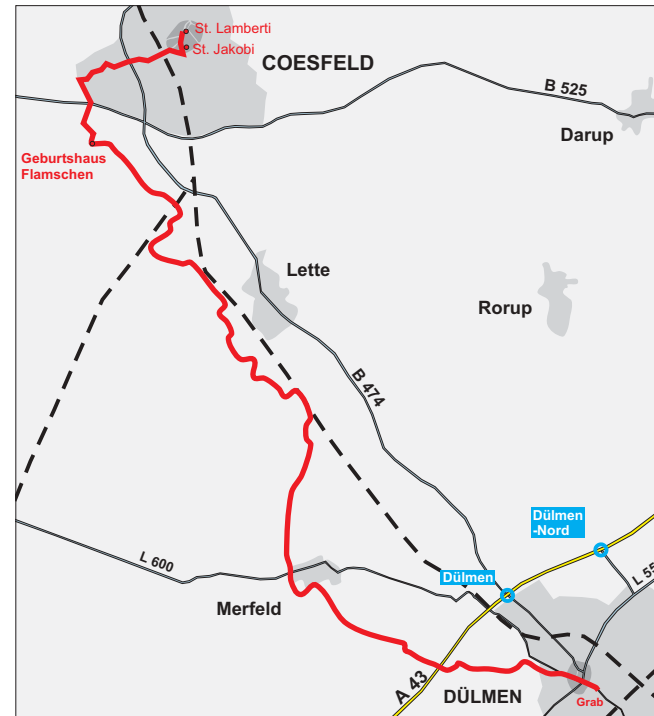 St. Lamberti
St. Jakobi
COESFELD
B 525
Darup
Geburtshaus
Flamschen
Lette
Rorup
B 474
Dülmen
-Nord
L 600
Dülmen
L 55
Merfeld
A 43
DÜLMEN
Grab